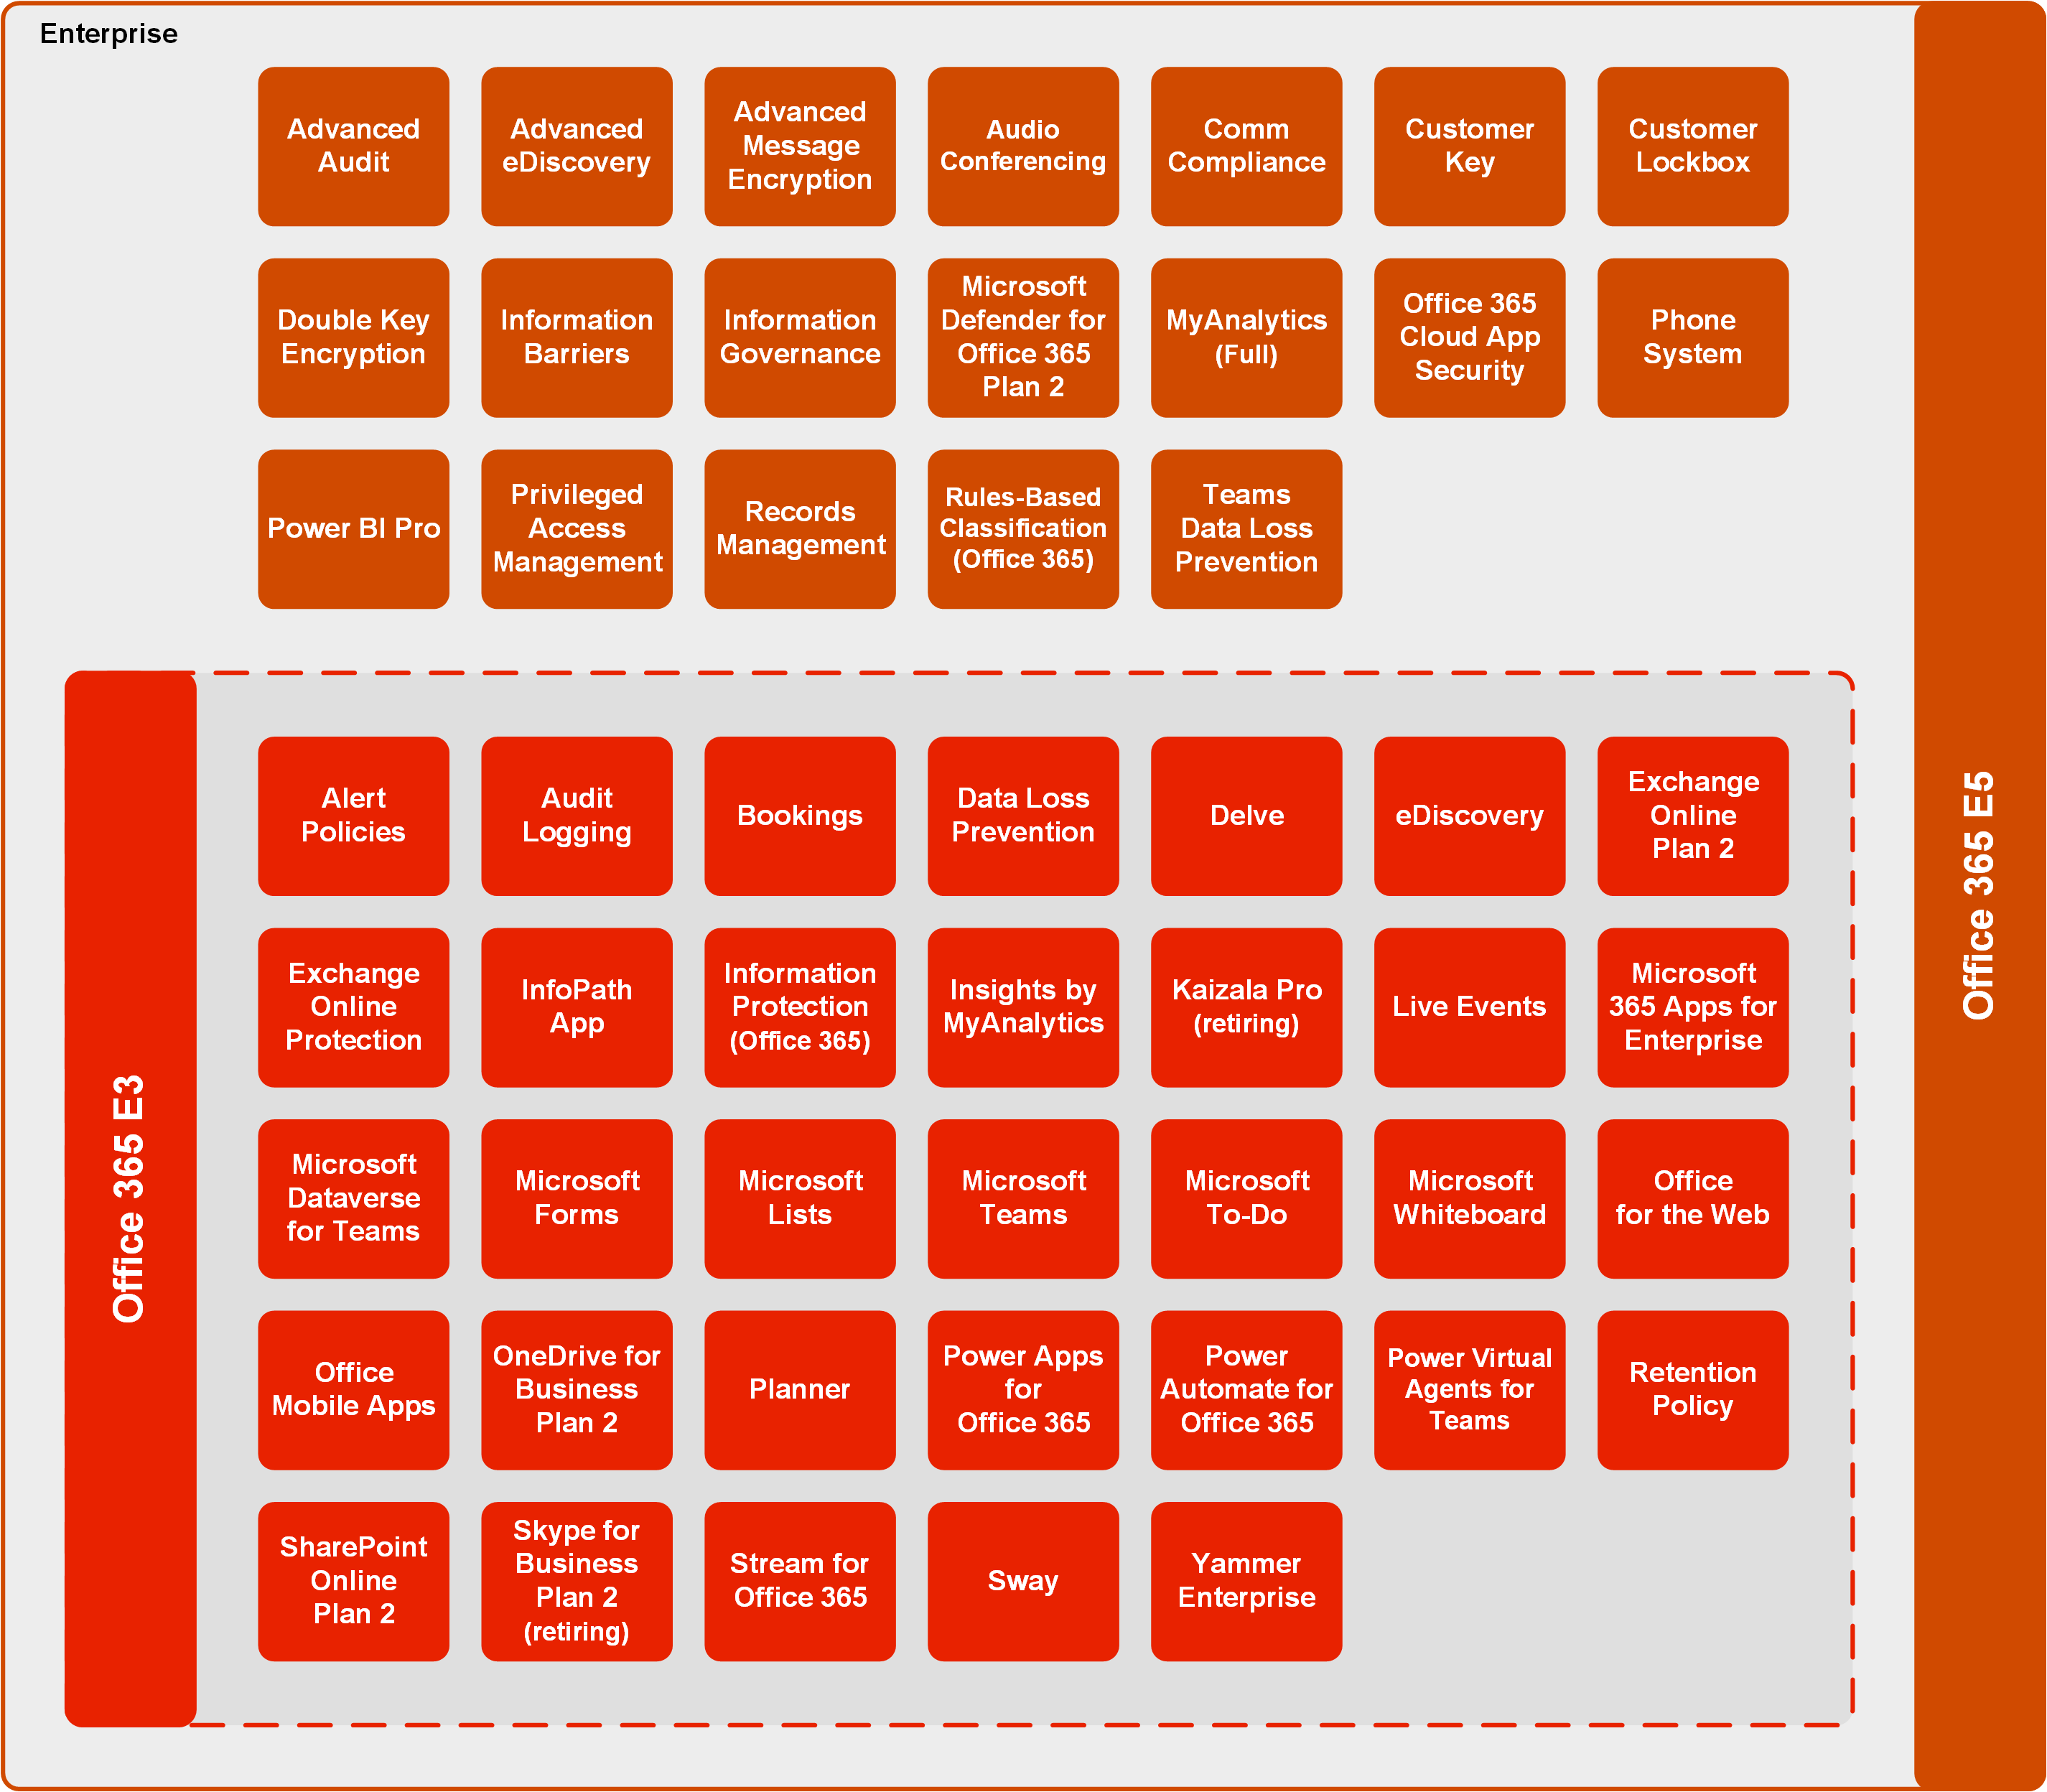 Enterprise
Advanced
Audit
Advanced
eDiscovery
Advanced
Message
Encryption
Audio
Conferencing
Comm
Compliance
Customer
Key
Customer
Lockbox
Double Key
Encryption
Information
Barriers
Information
Governance
Microsoft
Defender for
Office 365
Plan 2
MyAnalytics
(Full)
Office 365
Cloud App
Security
Phone
System
Power BI Pro
Privileged
Access
Management
Records
Management
Rules-Based
Classification
(Office 365)
Teams
Data Loss
Prevention
Office 365 E5
Office 365 E3
Alert
Policies
Audit
Logging
Bookings
Data Loss
Prevention
Delve
eDiscovery
Exchange
Online
Plan 2
Exchange
Online
Protection
InfoPath
App
Information
Protection
(Office 365)
Insights by
MyAnalytics
Kaizala Pro
(retiring)
Live Events
Microsoft
365 Apps for
Enterprise
Microsoft
Dataverse
for Teams
Microsoft
Forms
Microsoft
Lists
Microsoft
Teams
Microsoft
To-Do
Microsoft
Whiteboard
Office
for the Web
Office
Mobile Apps
OneDrive for
Business
Plan 2
Planner
Power Apps
for
Office 365
Power
Automate for
Office 365
Power Virtual
Agents for
Teams
Retention
Policy
SharePoint
Online
Plan 2
Skype for
Business
Plan 2
(retiring)
Stream for
Office 365
Sway
Yammer
Enterprise